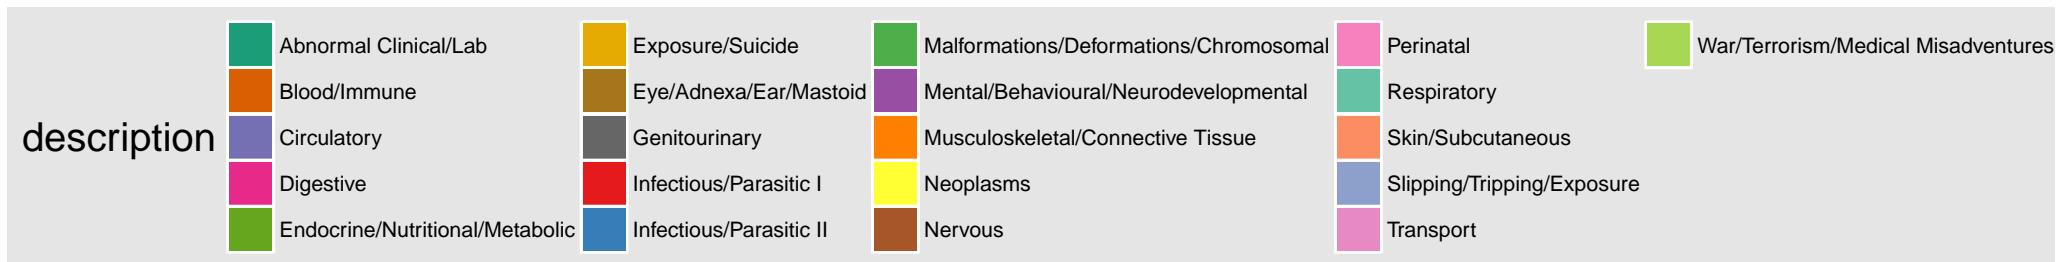 description
Abnormal Clinical/Lab
Blood/Immune
Circulatory
Digestive
Endocrine/Nutritional/Metabolic
Exposure/Suicide
Eye/Adnexa/Ear/Mastoid
Genitourinary
Infectious/Parasitic I
Infectious/Parasitic II
Malformations/Deformations/Chromosomal
Mental/Behavioural/Neurodevelopmental
Musculoskeletal/Connective Tissue
Neoplasms
Nervous
Perinatal
Respiratory
Skin/Subcutaneous
Slipping/Tripping/Exposure
Transport
War/Terrorism/Medical Misadventures